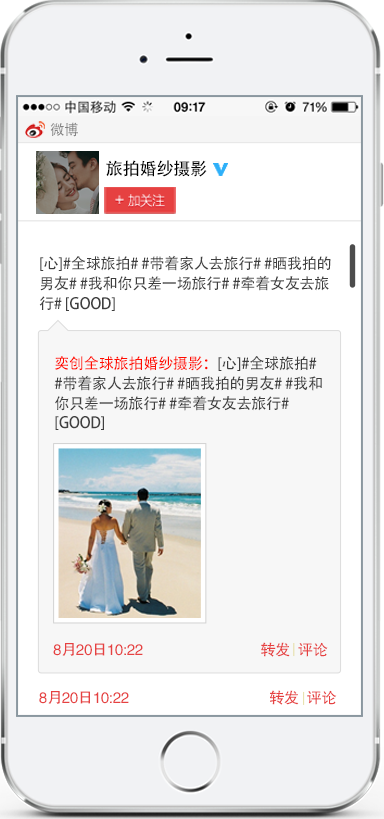 中国移动 09:17 71%
微博
旅拍婚纱摄影
+ 加关注
[心]#全球旅拍# #带着家人去旅行# #晒我拍的
男友# #我和你只差一场旅行# #牵着女友去旅
行# [GOOD]
奕创全球旅拍婚纱摄影：[心]#全球旅拍#
#带着家人去旅行# #晒我拍的男友# #我和
你只差一场旅行# #牵着女友去旅行#
[GOOD]
8月20日10:22 转发 | 评论
8月20日10:22 转发 | 评论